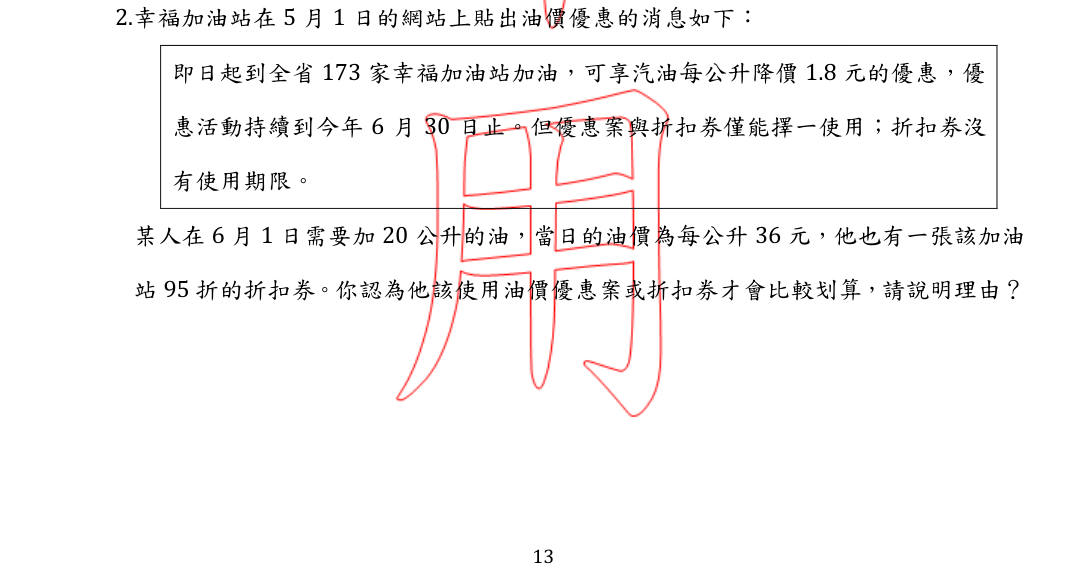 2.幸福加油站在 5 月 1 日的網站上貼出油價優惠的消息如下：
即日起到全省 173 家幸福加油站加油，可享汽油每公升降價 1.8 元的優惠，優
惠活動持續到今年 6 月 30 日止。但優惠案與折扣券僅能擇一使用；折扣券沒
有使用期限。
某人在 6 月 1 日需要加 20 公升的油，當日的油價為每公升 36 元，他也有一張該加油
站 95 折的折扣券。你認為他該使用油價優惠案或折扣券才會比較划算，請說明理由？
用
13